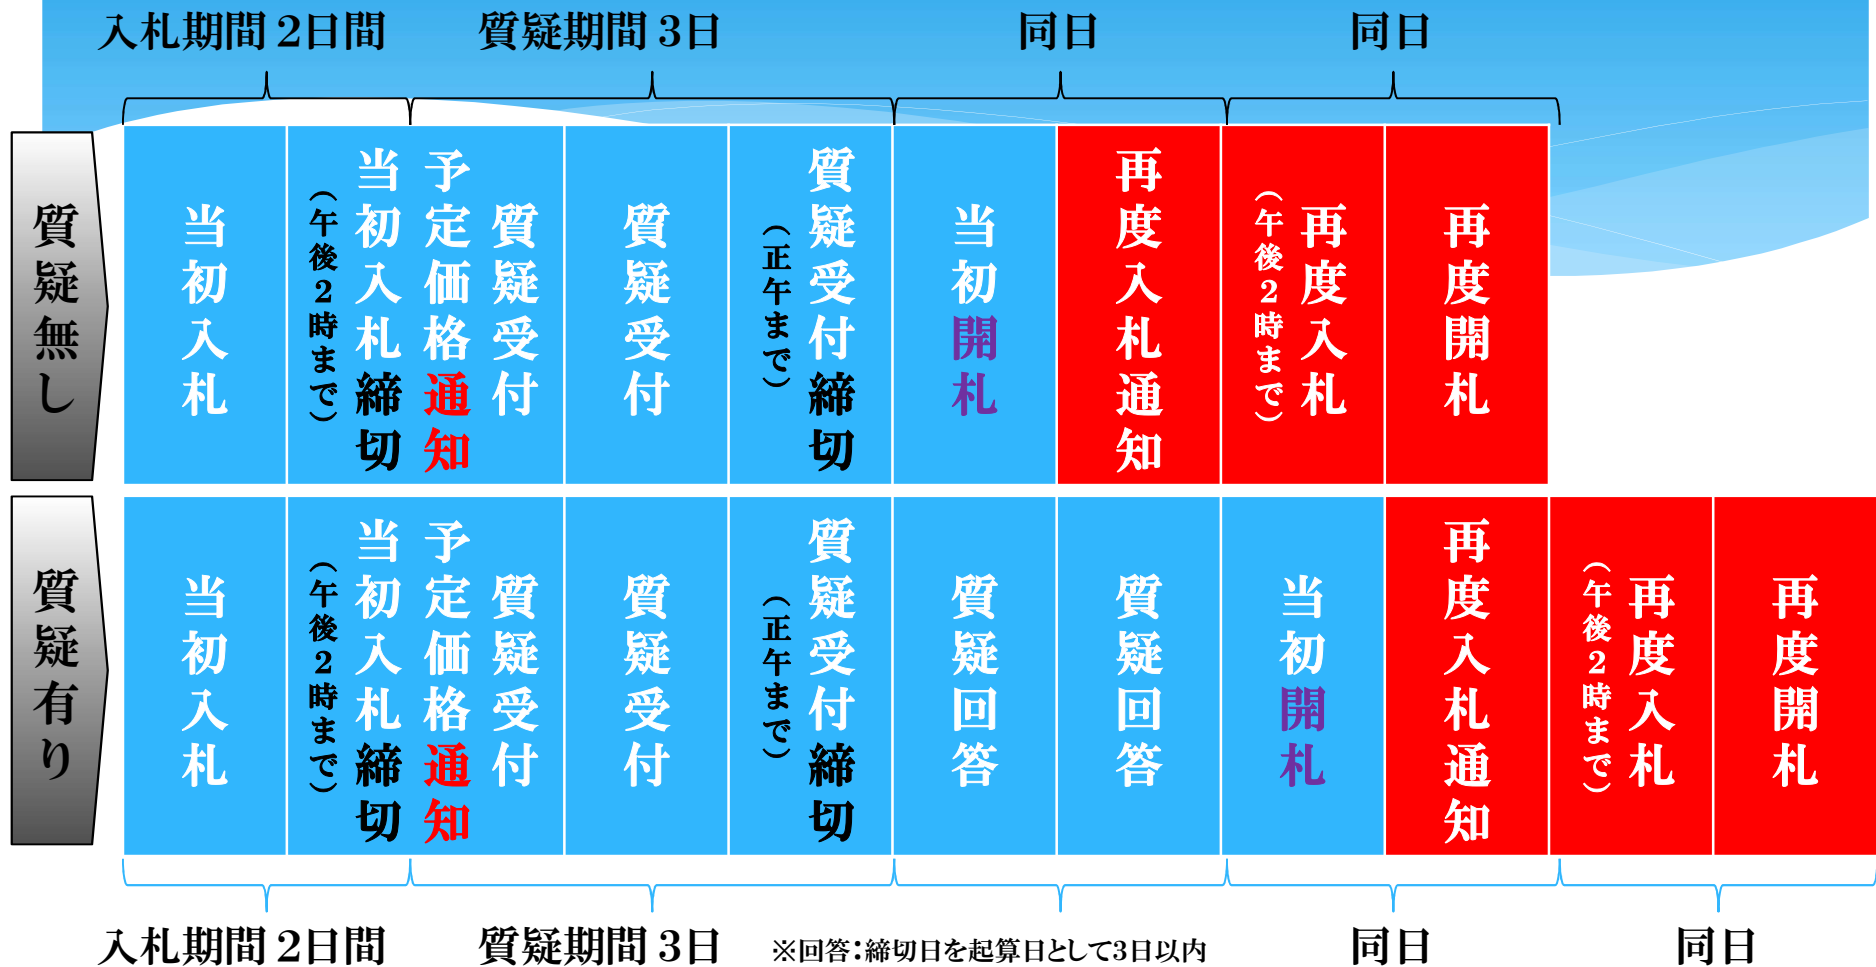 入札期間 2日間
質疑期間 3日
同日
同日
質疑無し
当初入札
当初入札締切
（午後2時まで）
質疑受付
予定価格通知
質疑受付
質疑受付締切
（正午まで）
当初開札
再度入札通知
再度入札
（午後2時まで）
再度開札
質疑有り
当初入札
当初入札締切
（午後2時まで）
質疑受付
予定価格通知
質疑受付
質疑受付締切
（正午まで）
質疑回答
質疑回答
当初開札
再度入札通知
再度入札
（午後2時まで）
再度開札
入札期間 2日間
質疑期間 3日
※回答：締切日を起算日として3日以内
同日
同日